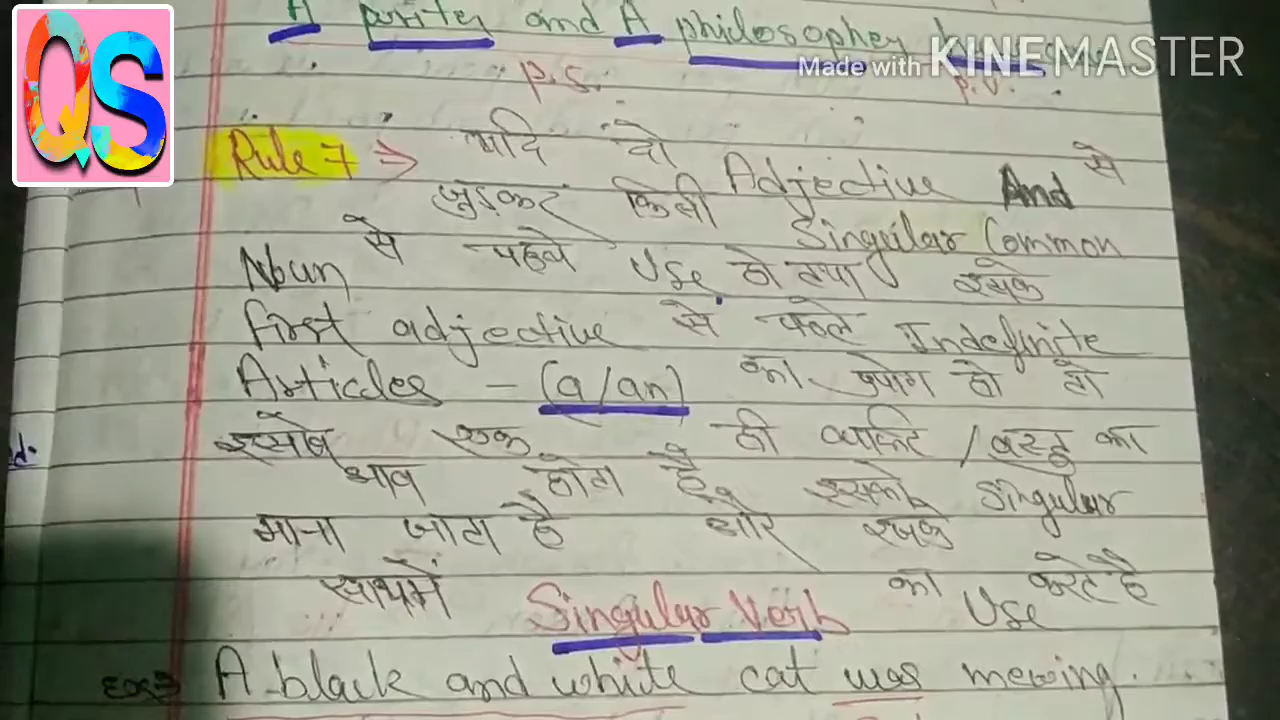 A writer and A philosopher
Made with KINEMASTER
P.S.
P.V.
QS
Rule 7 ⇒ यदि दो Adjective And से
जुड़कर किसी Singular Common
Noun से पहले Use हो तथा इसके
first adjective से पहले Indefinite
Articles - (a/an) का प्रयोग हो तो
इससे एक ही व्यक्ति / वस्तु का
भाव होता है, इसको Singular
माना जाता है और इसके
साथमें Singular Verb का Use करते है
d.
Ex⇒ A black and white cat was mewing.